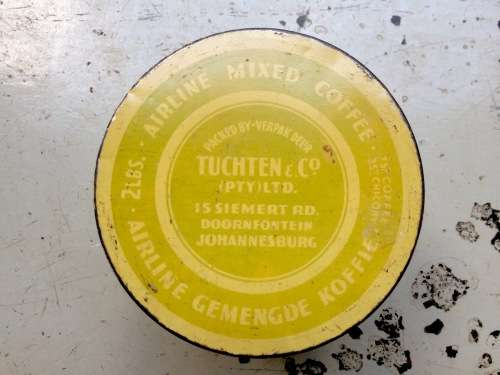 2LBS. · AIRLINE MIXED COFFEE ·
AIRLINE GEMENGDE KOFFIE
PACKED BY-VERPAK DEUR
TUCHTEN & CO
(PTY) LTD.
15 SIEMERT RD.
DOORNFONTEIN
JOHANNESBURG